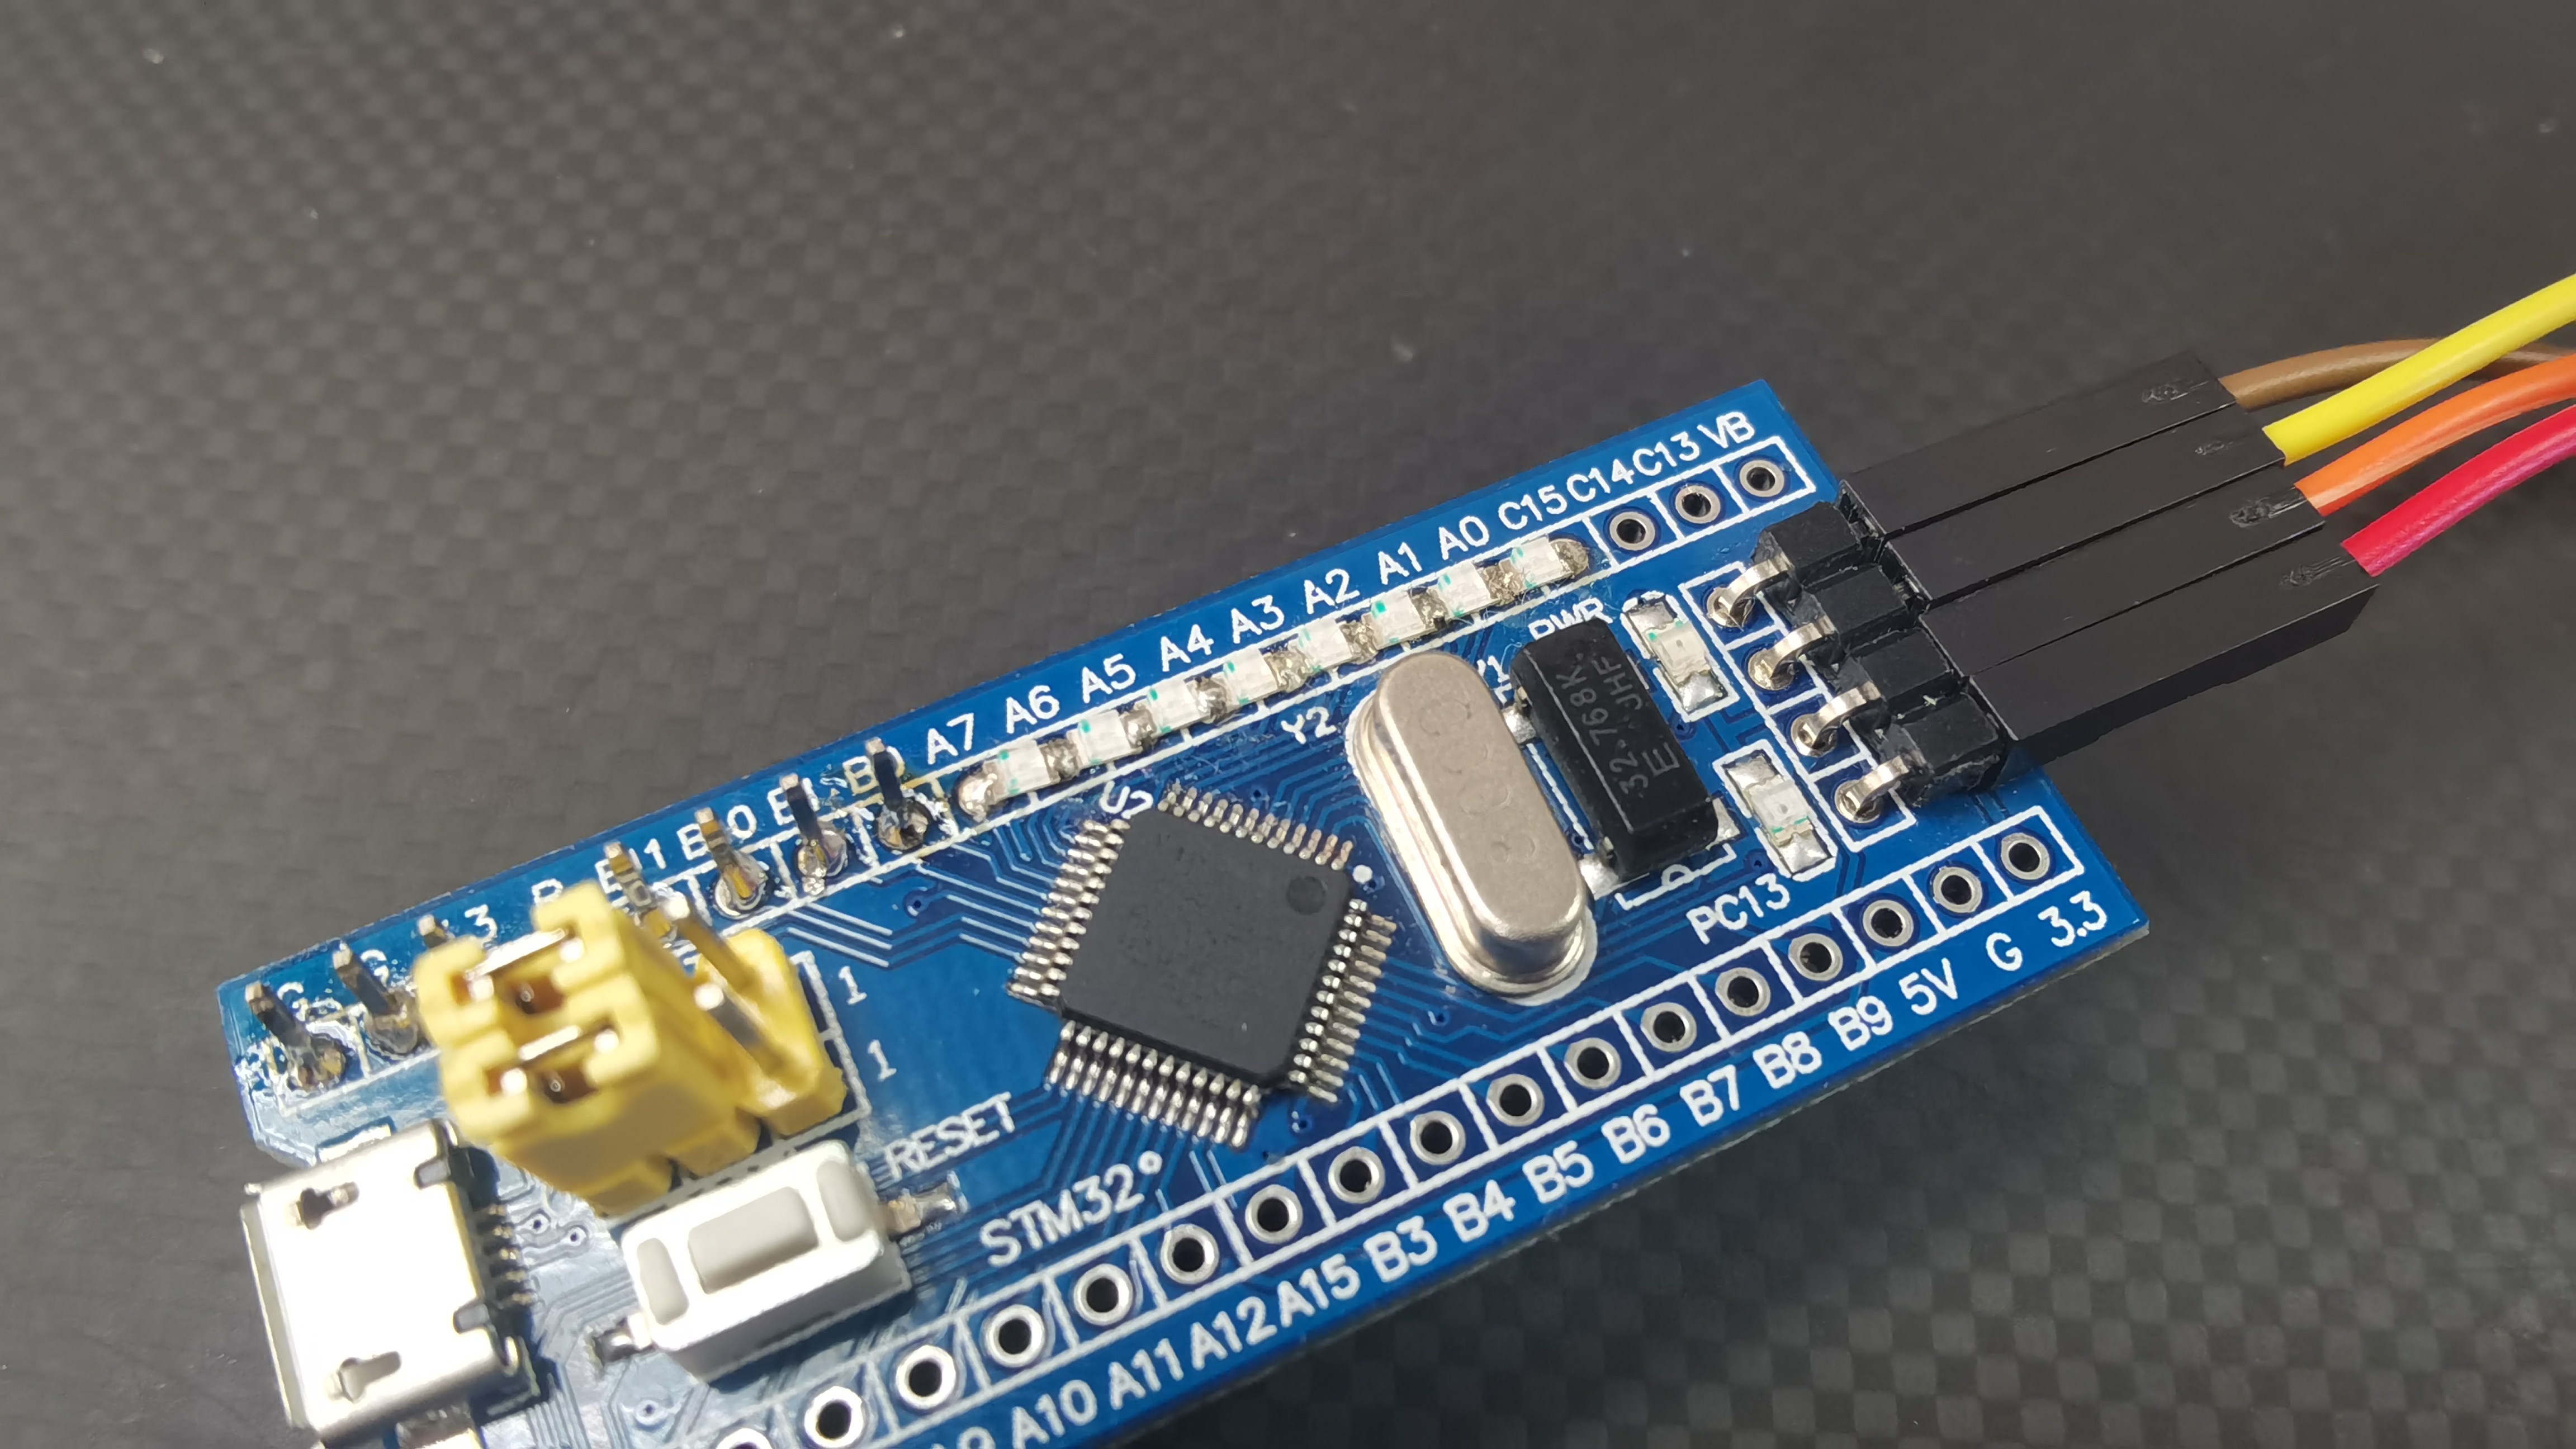 A7 A6 A5 A4 A3 A2 A1 A0 C15 C14 C13 VB
PWR
Y2
32.768K.
E JHF
PC13
1
1
RESET
STM32
A10 A11 A12 A15 B3 B4 B5 B6 B7 B8 B9 5V G 3.3